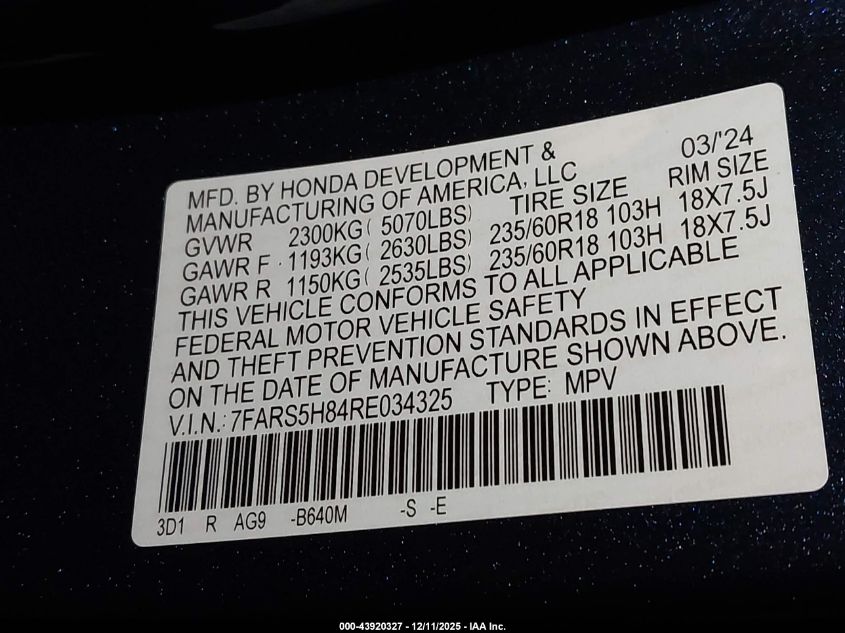 03/'24
MFD. BY HONDA DEVELOPMENT &
MANUFACTURING OF AMERICA, LLC
GVWR 2300KG( 5070LBS) TIRE SIZE RIM SIZE
GAWR F 1193KG( 2630LBS) 235/60R18 103H 18X7.5J
GAWR R 1150KG( 2535LBS) 235/60R18 103H 18X7.5J
THIS VEHICLE CONFORMS TO ALL APPLICABLE
FEDERAL MOTOR VEHICLE SAFETY
AND THEFT PREVENTION STANDARDS IN EFFECT
ON THE DATE OF MANUFACTURE SHOWN ABOVE.
V.I.N.: 7FARS5H84RE034325 TYPE: MPV
3D1 R AG9 -B640M -S -E
000-43920327 - 12/11/2025 - IAA Inc.